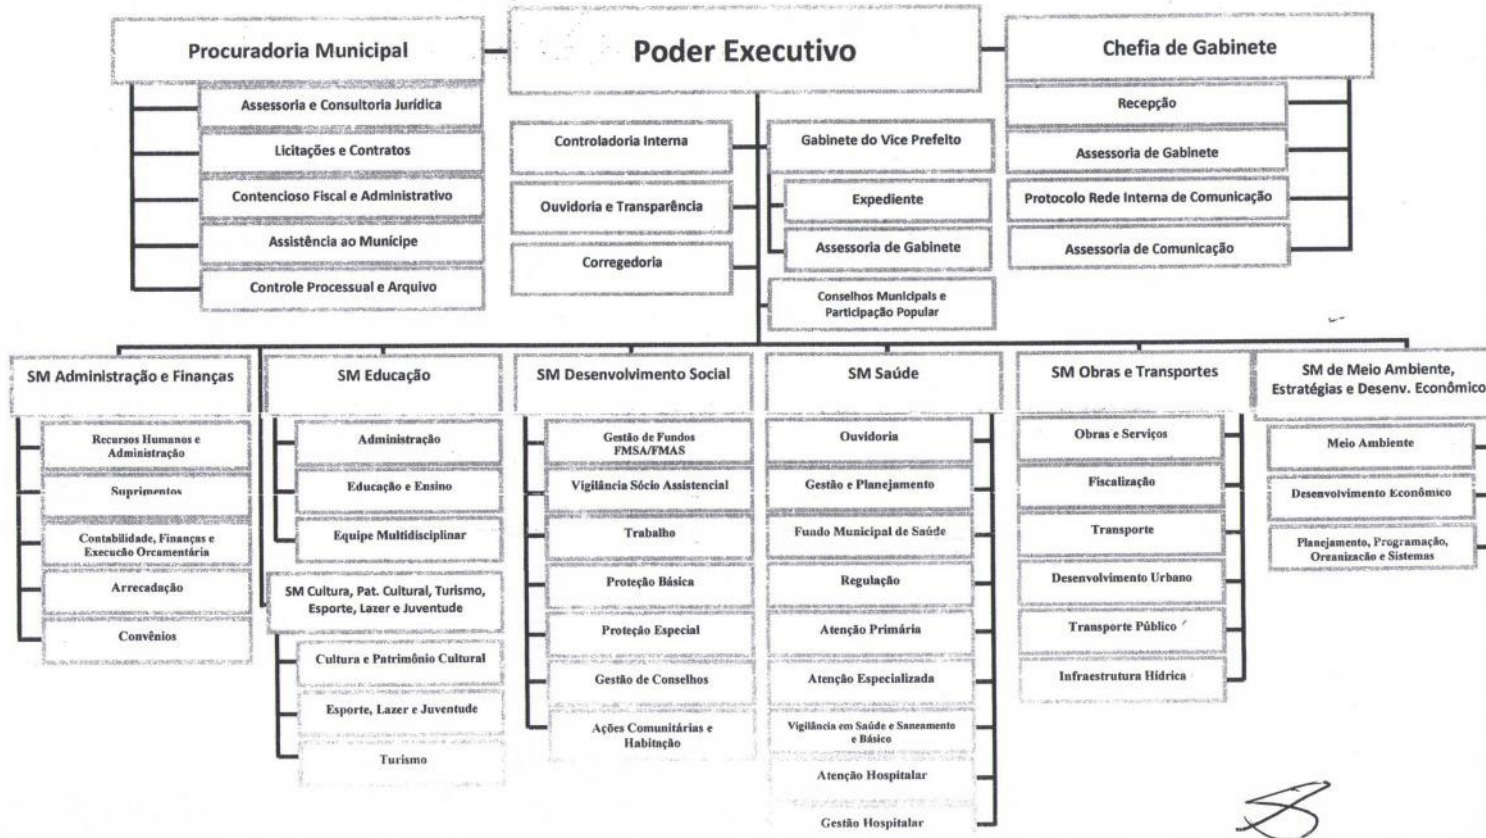 Procuradoria Municipal
Poder Executivo
Chefia de Gabinete
Assessoria e Consultoria Jurídica
Licitações e Contratos
Contencioso Fiscal e Administrativo
Assistência ao Munícipe
Controle Processual e Arquivo
Controladoria Interna
Ouvidoria e Transparência
Corregedoria
Gabinete do Vice Prefeito
Expediente
Assessoria de Gabinete
Conselhos Municipais e
Participação Popular
Recepção
Assessoria de Gabinete
Protocolo Rede Interna de Comunicação
Assessoria de Comunicação
SM Administração e Finanças
Recursos Humanos e
Administração
Suprimentos
Contabilidade, Finanças e
Execução Orçamentária
Arrecadação
Convênios
SM Educação
Administração
Educação e Ensino
Equipe Multidisciplinar
SM Cultura, Pat. Cultural, Turismo,
Esporte, Lazer e Juventude
Cultura e Patrimônio Cultural
Esporte, Lazer e Juventude
Turismo
SM Desenvolvimento Social
Gestão de Fundos
FMSA/FMAS
Vigilância Sócio Assistencial
Trabalho
Proteção Básica
Proteção Especial
Gestão de Conselhos
Ações Comunitárias e
Habitação
SM Saúde
Ouvidoria
Gestão e Planejamento
Fundo Municipal de Saúde
Regulação
Atenção Primária
Atenção Especializada
Vigilância em Saúde e Saneamento
e Básico
Atenção Hospitalar
Gestão Hospitalar
SM Obras e Transportes
Obras e Serviços
Fiscalização
Transporte
Desenvolvimento Urbano
Transporte Público
Infraestrutura Hídrica
SM de Meio Ambiente,
Estratégias e Desenv. Econômico
Meio Ambiente
Desenvolvimento Econômico
Planejamento, Programação,
Organização e Sistemas